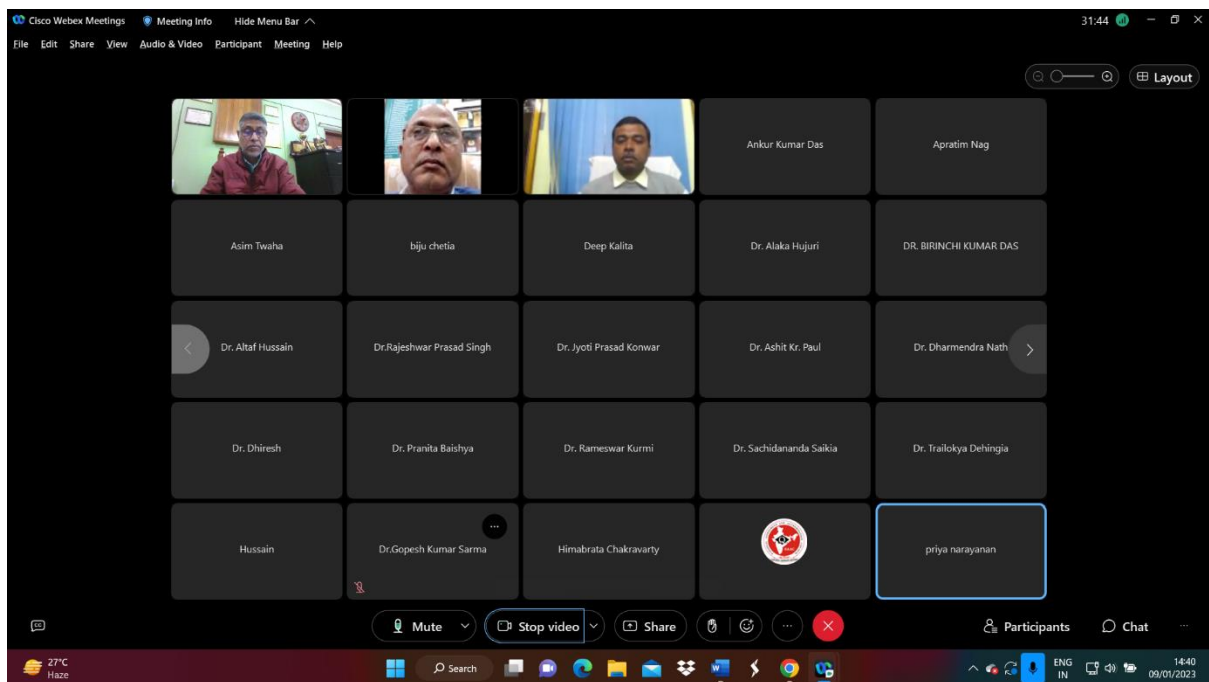 Cisco Webex Meetings Meeting Info Hide Menu Bar
31:44
File Edit Share View Audio & Video Participant Meeting Help
Layout
Ankur Kumar Das
Apratim Nag
Asim Twaha
biju chetia
Deep Kalita
Dr. Alaka Hujuri
DR. BIRINCHI KUMAR DAS
Dr. Altaf Hussain
Dr.Rajeshwar Prasad Singh
Dr. Jyoti Prasad Konwar
Dr. Ashit Kr. Paul
Dr. Dharmendra Nath
Dr. Dhiresh
Dr. Pranita Baishya
Dr. Rameswar Kurmi
Dr. Sachidananda Saikia
Dr. Trailokya Dehingia
Hussain
Dr.Gopesh Kumar Sarma
Himabrata Chakravarty
priya narayanan
CC
Mute
Stop video
Share
Participants
Chat
27°C
Haze
Search
ENG
IN
14:40
09/01/2023